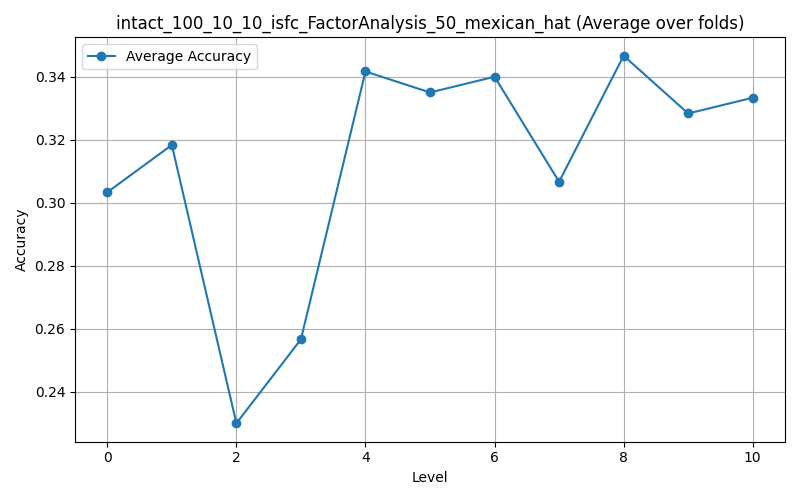 intact_100_10_10_isfc_FactorAnalysis_50_mexican_hat (Average over folds)
Average Accuracy
0.34
0.32
0.30
0.28
0.26
0.24
Accuracy
0 2 4 6 8 10
Level